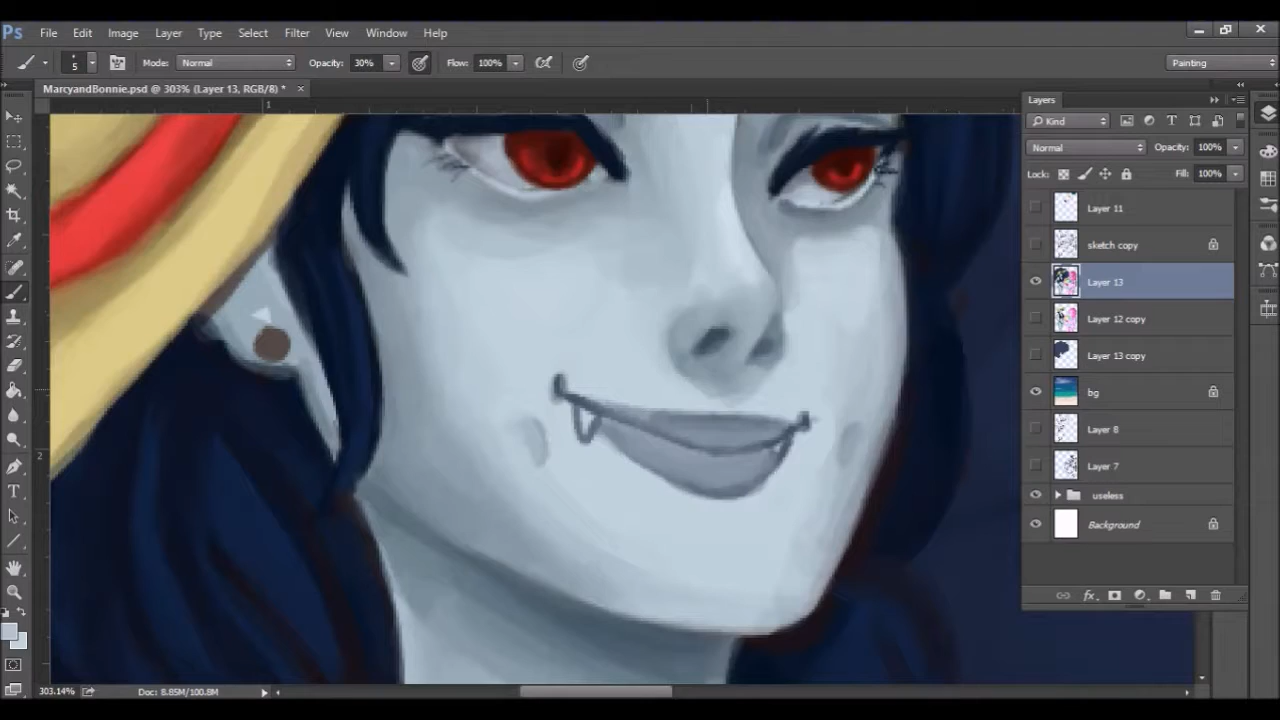 Ps File Edit Image Layer Type Select Filter View Window Help
5 Mode: Normal Opacity: 30% Flow: 100% Painting
MarcyandBonnie.psd @ 303% (Layer 13, RGB/8) * ×
1
2
Layers
Kind
Normal Opacity: 100%
Lock: Fill: 100%
Layer 11
sketch copy
Layer 13
Layer 12 copy
Layer 13 copy
bg
Layer 8
Layer 7
useless
Background
fx
303.14% Doc: 8.85M/100.8M